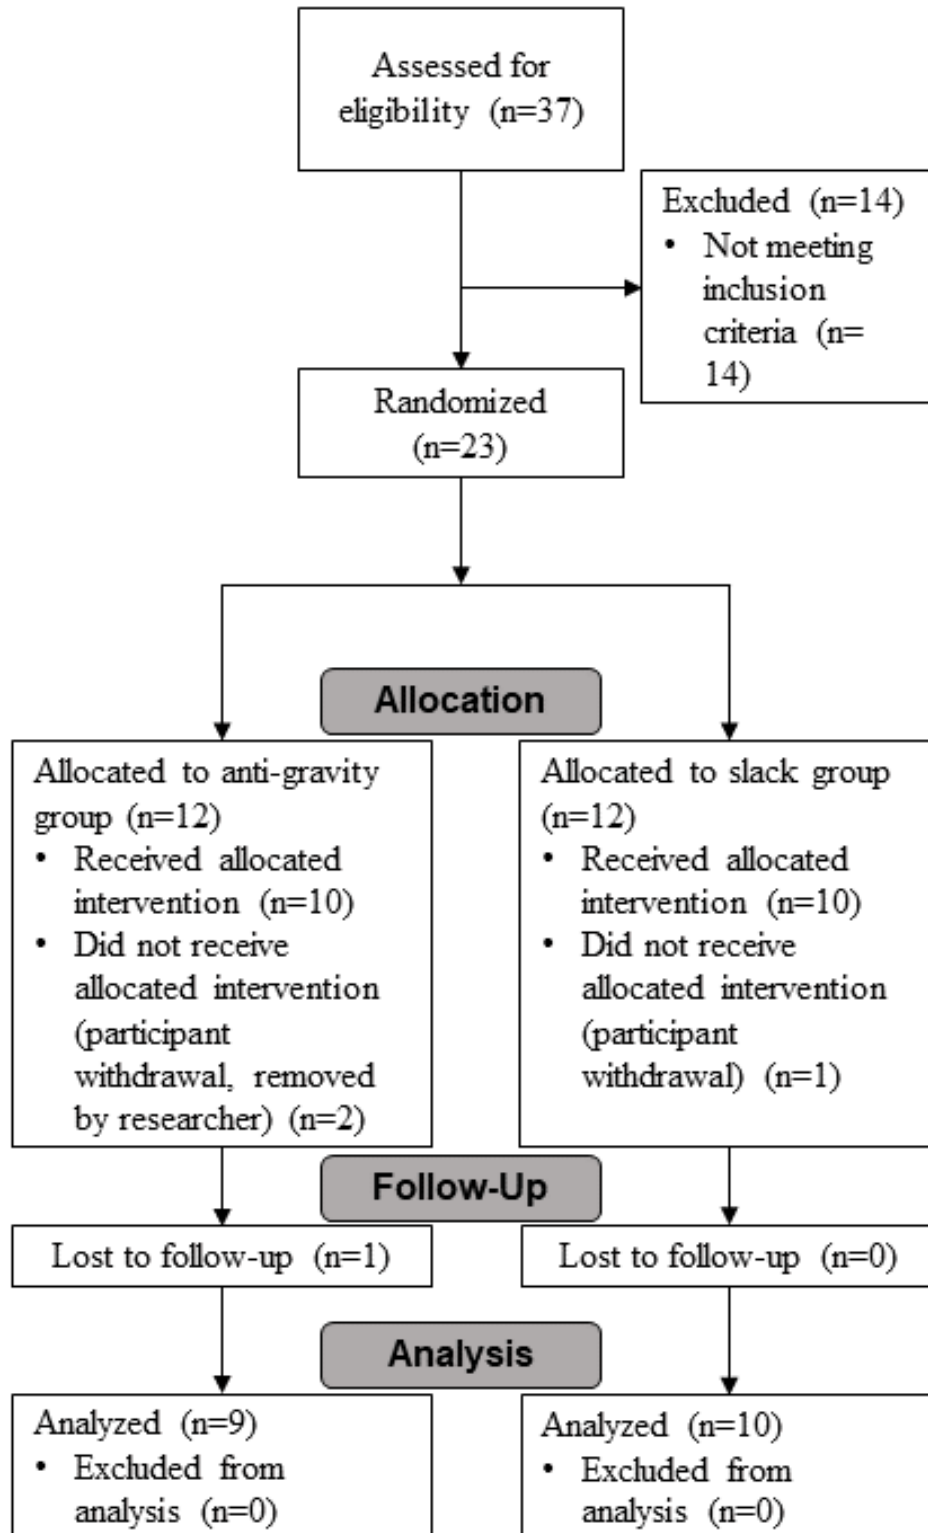 Assessed for
eligibility (n=37)
Excluded (n=14)
• Not meeting
inclusion
criteria (n=
14)
Randomized
(n=23)
Allocation
Allocated to anti-gravity
group (n=12)
• Received allocated
intervention (n=10)
• Did not receive
allocated intervention
(participant
withdrawal, removed
by researcher) (n=2)
Allocated to slack group
(n=12)
• Received allocated
intervention (n=10)
• Did not receive
allocated intervention
(participant
withdrawal) (n=1)
Follow-Up
Lost to follow-up (n=1)
Lost to follow-up (n=0)
Analysis
Analyzed (n=9)
• Excluded from
analysis (n=0)
Analyzed (n=10)
• Excluded from
analysis (n=0)